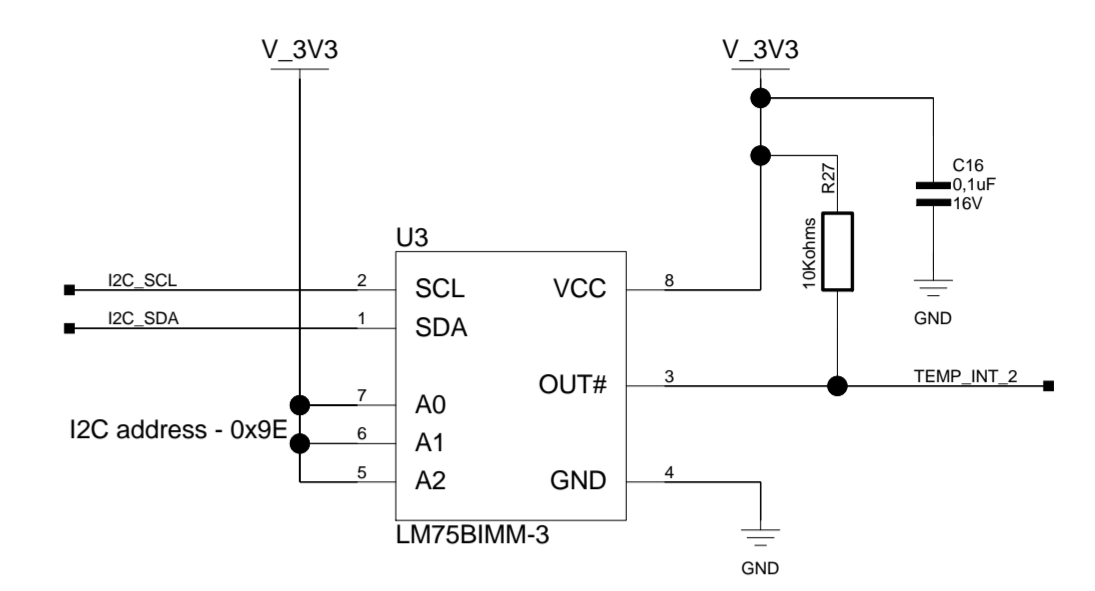 V_3V3
V_3V3
C16
0,1uF
16V
R27
10Kohms
GND
U3
I2C_SCL 2 SCL VCC 8
I2C_SDA 1 SDA
OUT# 3 TEMP_INT_2
7 A0
I2C address - 0x9E 6 A1
5 A2 GND 4
LM75BIMM-3
GND